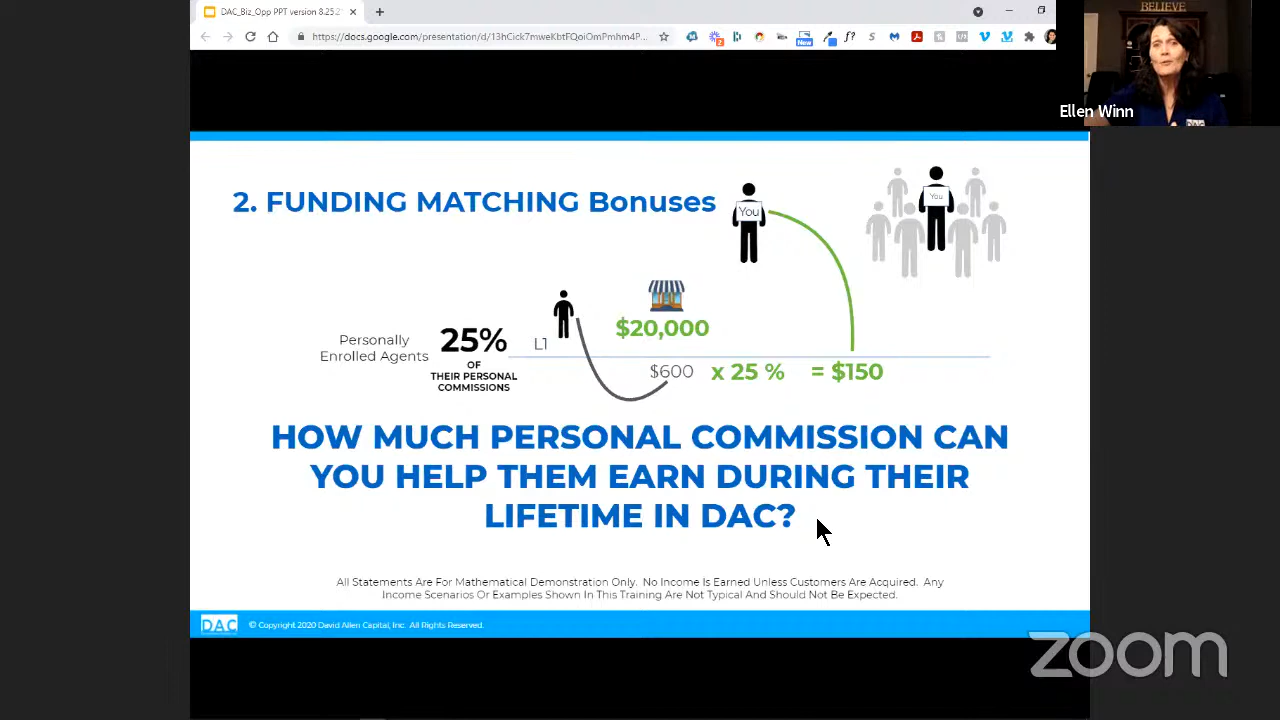 DAC_Biz_Opp PPT version 8.25.2
https://docs.google.com/presentation/d/13hCick7mweKbtFQoiOmPmhm4P...
2
New
f?
S
BELIEVE
Ellen Winn
DAC
2. FUNDING MATCHING Bonuses
You
You
$20,000
Personally
Enrolled Agents
25%
OF
THEIR PERSONAL
COMMISSIONS
L1
$600 x 25 % = $150
HOW MUCH PERSONAL COMMISSION CAN
YOU HELP THEM EARN DURING THEIR
LIFETIME IN DAC?
All Statements Are For Mathematical Demonstration Only. No Income Is Earned Unless Customers Are Acquired. Any
Income Scenarios Or Examples Shown In This Training Are Not Typical And Should Not Be Expected.
DAC
© Copyright 2020 David Allen Capital, Inc. All Rights Reserved.
zoom